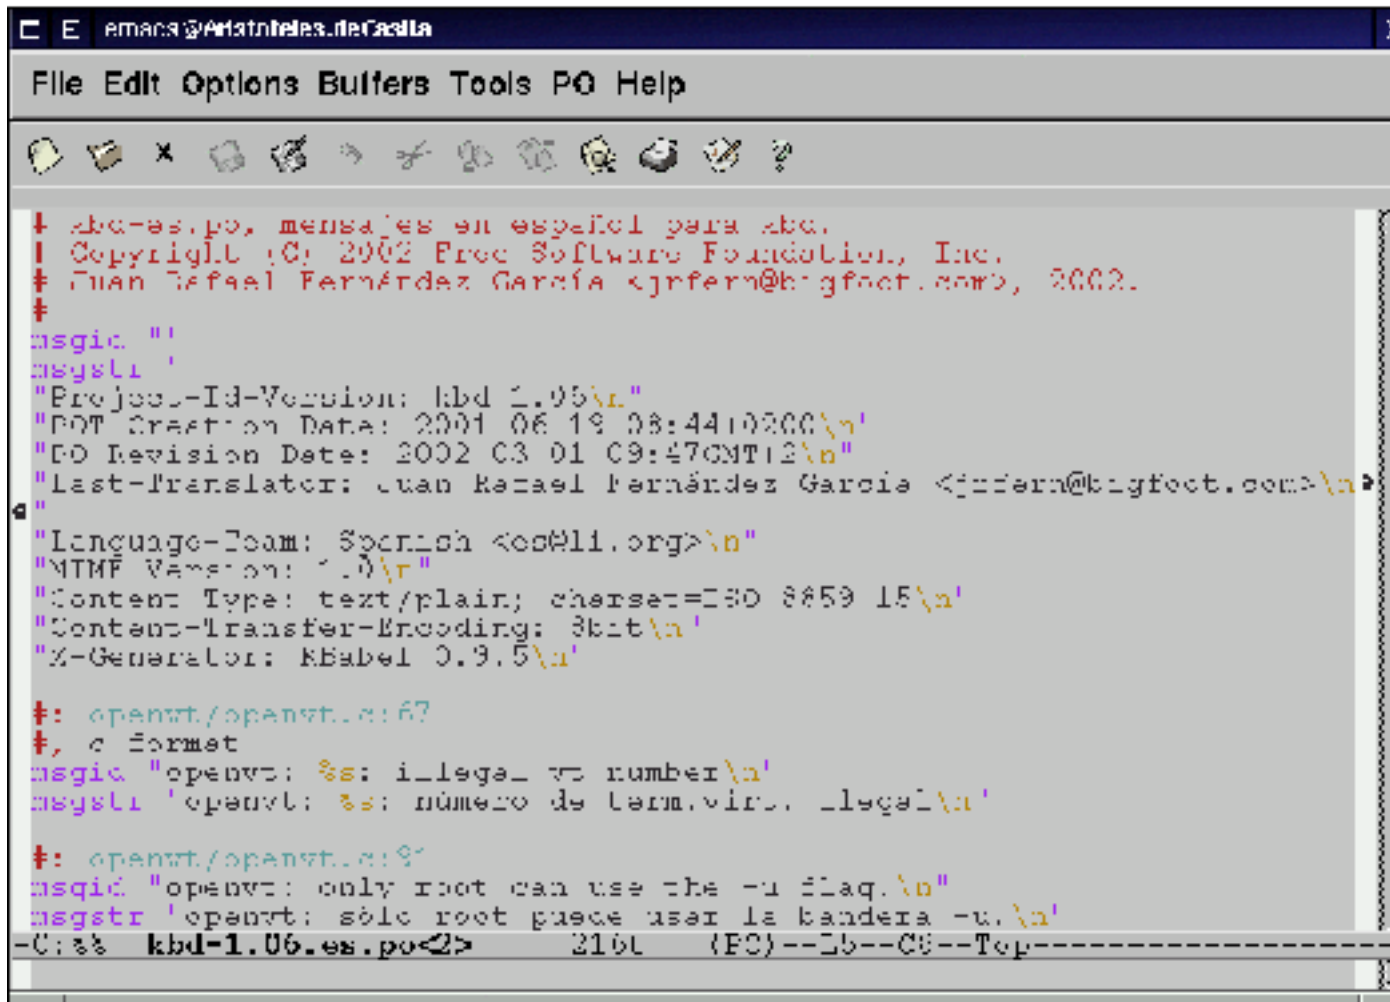 emacs@Aristoteles.deCasita
File Edit Options Buffers Tools PO Help
# kbd-es.po, mensajes en español para kbd.
# Copyright (C) 2002 Free Software Foundation, Inc.
# Juan Rafael Fernández García <jrfern@bigfoot.com>, 2002.
#
msgid ""
msgstr ""
"Project-Id-Version: kbd 1.06\n"
"POT-Creation-Date: 2001-06-19 08:44+0200\n"
"PO-Revision-Date: 2002-03-01 09:47GMT+2\n"
"Last-Translator: Juan Rafael Fernández García <jrfern@bigfoot.com>\n
"
"Language-Team: Spanish <es@li.org>\n"
"MIME-Version: 1.0\n"
"Content-Type: text/plain; charset=ISO-8859-15\n"
"Content-Transfer-Encoding: 8bit\n"
"X-Generator: KBabel 0.9.5\n"
#: openvt/openvt.c:67
#, c-format
msgid "openvt: %s: illegal vt number\n"
msgstr "openvt: %s: número de term.virt. ilegal\n"
#: openvt/openvt.c:91
msgid "openvt: only root can use the -u flag.\n"
msgstr "openvt: sólo root puede usar la bandera -u.\n"
kbd-1.06.es.po<2> (PO)--L5--C0--Top